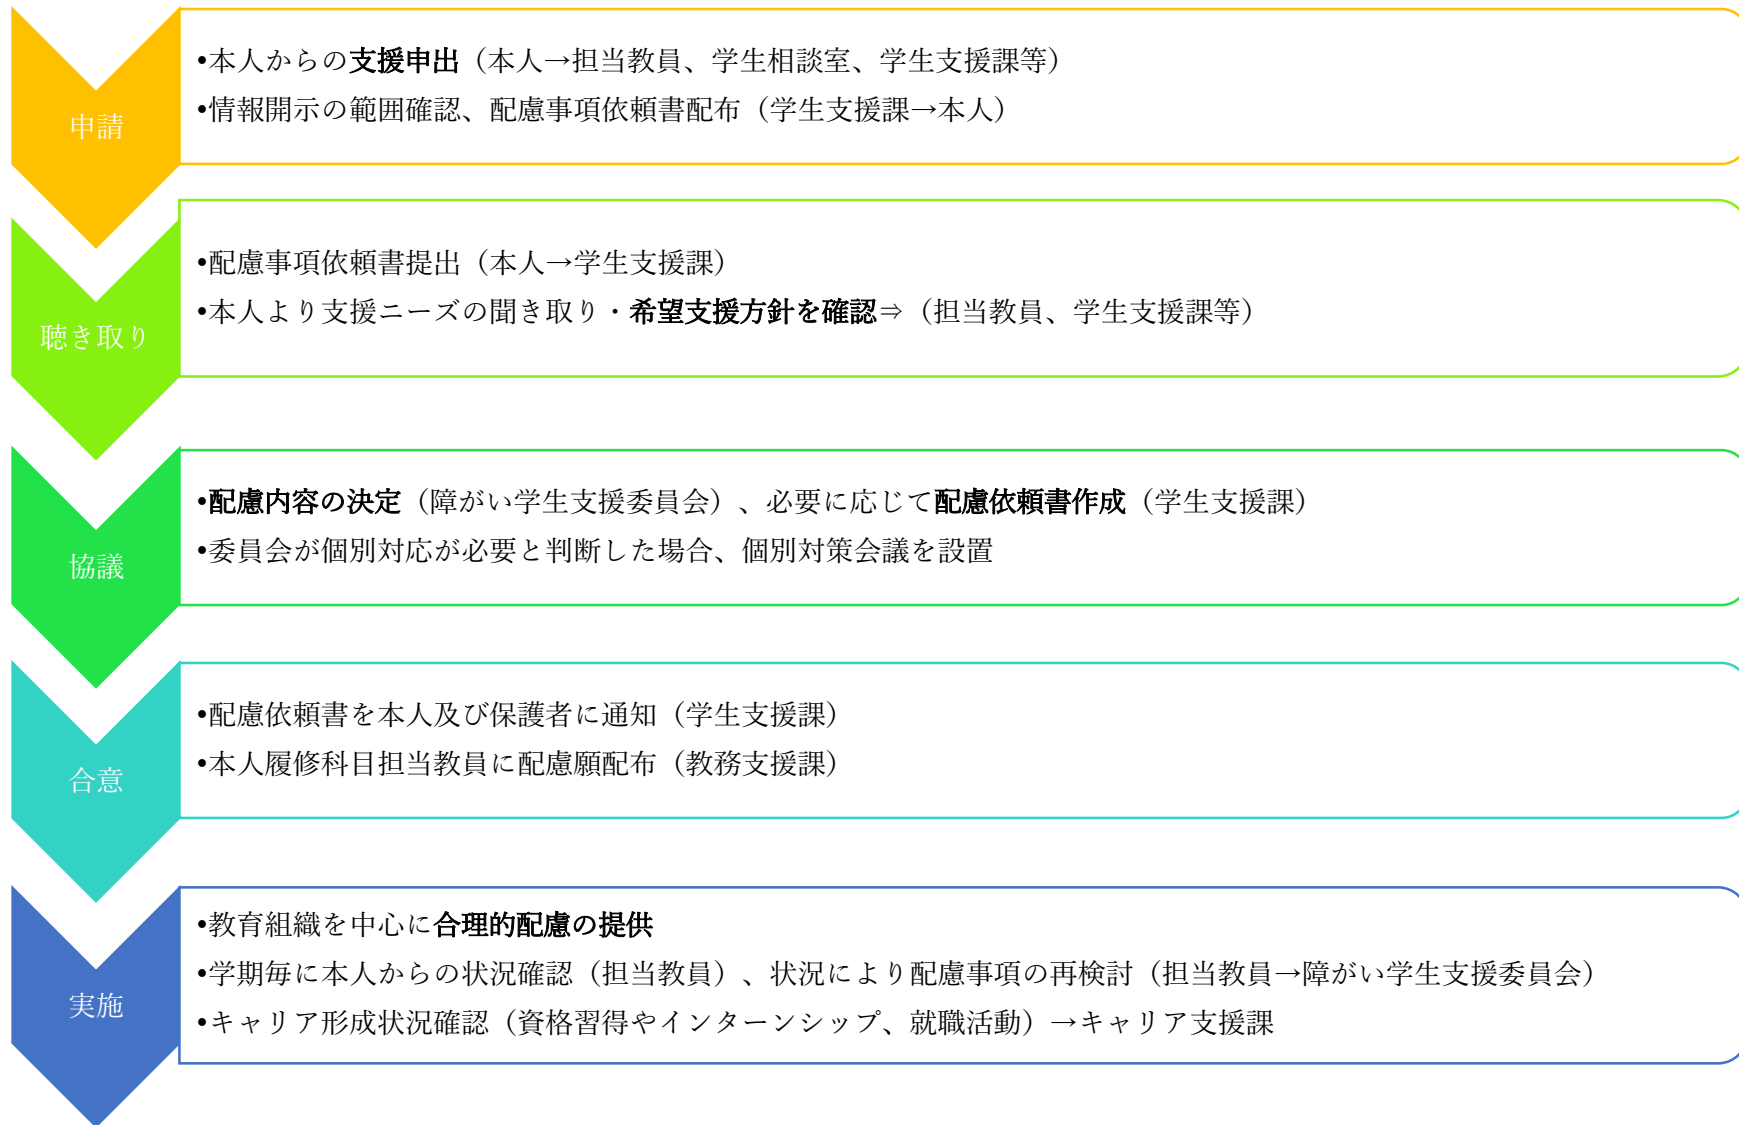 申請
•本人からの支援申出（本人→担当教員、学生相談室、学生支援課等）
•情報開示の範囲確認、配慮事項依頼書配布（学生支援課→本人）
聴き取り
•配慮事項依頼書提出（本人→学生支援課）
•本人より支援ニーズの聞き取り・希望支援方針を確認⇒（担当教員、学生支援課等）
協議
•配慮内容の決定（障がい学生支援委員会）、必要に応じて配慮依頼書作成（学生支援課）
•委員会が個別対応が必要と判断した場合、個別対策会議を設置
合意
•配慮依頼書を本人及び保護者に通知（学生支援課）
•本人履修科目担当教員に配慮願配布（教務支援課）
実施
•教育組織を中心に合理的配慮の提供
•学期毎に本人からの状況確認（担当教員）、状況により配慮事項の再検討（担当教員→障がい学生支援委員会）
•キャリア形成状況確認（資格習得やインターンシップ、就職活動）→キャリア支援課